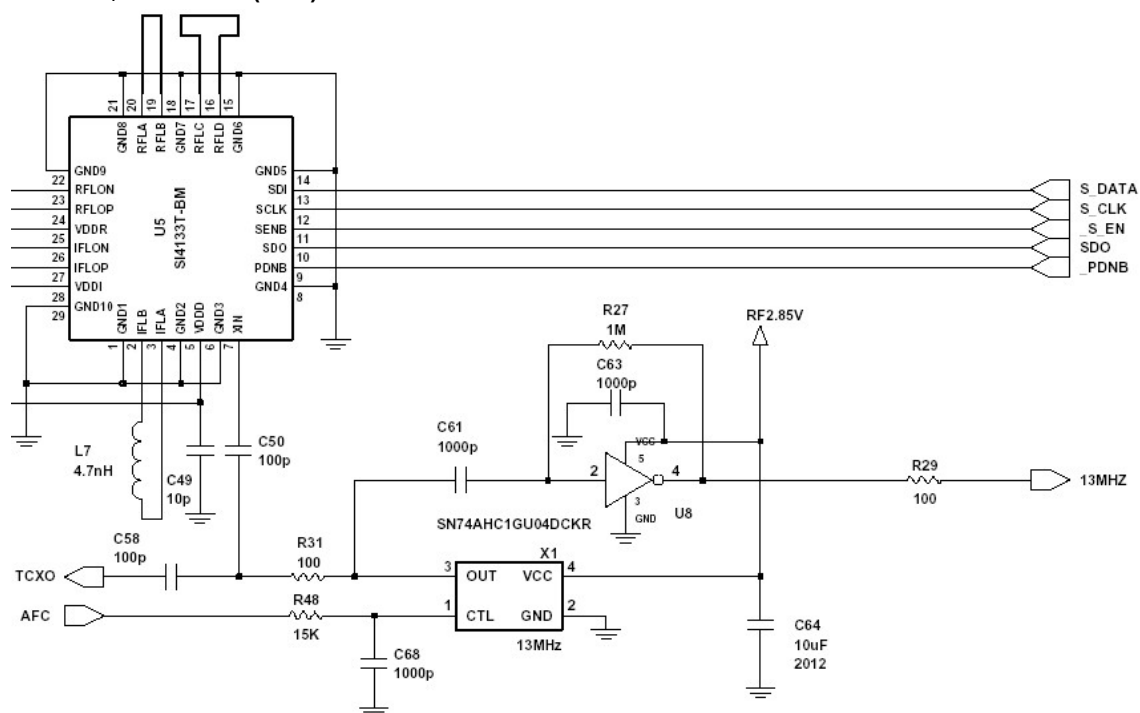 21 20 19 18 17 16 15
GND8 RFLA RFLB GND7 RFLC RFLD GND6
GND9 GND5
22 14
RFLON SDI S_DATA
23 13
RFLOP SCLK S_CLK
24 12
VDDR SENB _S_EN
25 11
IFLON SDO SDO
26 10
IFLOP PDNB _PDNB
27 9
VDDI GND4
28 8
GND10
29
U5
SI4133T-BM
GND1 IFLB IFLA GND2 VDDD GND3 XIN
1 2 3 4 5 6 7
R27
1M
RF2.85V
C63
1000p
C61
1000p
C50
100p
L7
4.7nH
C49
10p
VCC
5
2 4
3
GND
U8
SN74AHC1GU04DCKR
R29
100
13MHZ
C58
100p
R31
100
X1
TCXO
3 OUT VCC 4
AFC
R48
15K
1 CTL GND 2
13MHz
C68
1000p
C64
10uF
2012